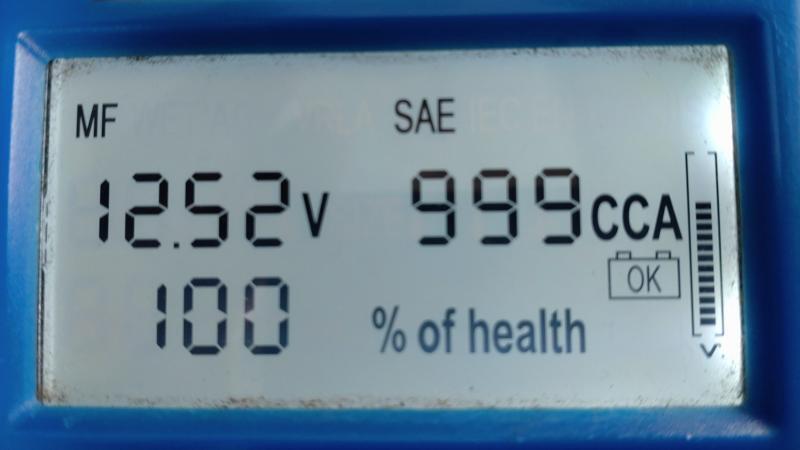 MF SAE
12.52 V 999 CCA
OK
100 % of health